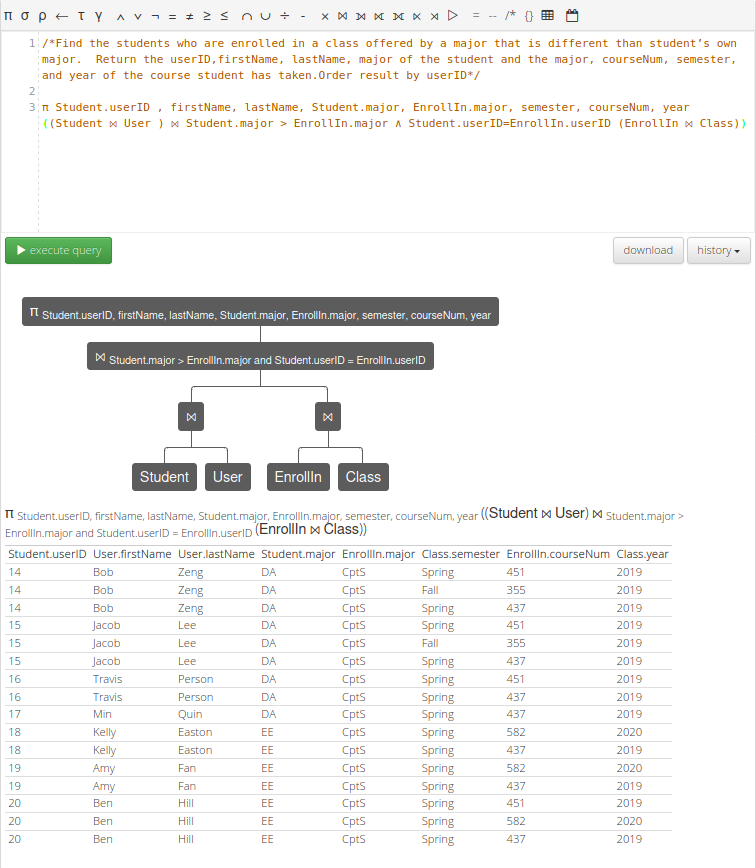 π σ ρ ← τ γ ∧ ∨ ¬ = ≠ ≥ ≤ ∩ ∪ ÷ - × ⋈ ⟗ ⟕ ⟖ ⋉ ⋊ ▷ = -- /* {}
1 /*Find the students who are enrolled in a class offered by a major that is different than student’s own
major. Return the userID,firstName, lastName, major of the student and the major, courseNum, semester,
and year of the course student has taken.Order result by userID*/
2
3 π Student.userID , firstName, lastName, Student.major, EnrollIn.major, semester, courseNum, year
((Student ⋈ User ) ⋈ Student.major > EnrollIn.major ∧ Student.userID=EnrollIn.userID (EnrollIn ⋈ Class))
▶ execute query download history
π Student.userID, firstName, lastName, Student.major, EnrollIn.major, semester, courseNum, year
⋈ Student.major > EnrollIn.major and Student.userID = EnrollIn.userID
⋈ ⋈
Student User EnrollIn Class
π Student.userID, firstName, lastName, Student.major, EnrollIn.major, semester, courseNum, year ((Student ⋈ User) ⋈ Student.major >
EnrollIn.major and Student.userID = EnrollIn.userID (EnrollIn ⋈ Class))
Student.userID User.firstName User.lastName Student.major EnrollIn.major Class.semester EnrollIn.courseNum Class.year
14 Bob Zeng DA CptS Spring 451 2019
14 Bob Zeng DA CptS Fall 355 2019
14 Bob Zeng DA CptS Spring 437 2019
15 Jacob Lee DA CptS Spring 451 2019
15 Jacob Lee DA CptS Fall 355 2019
15 Jacob Lee DA CptS Spring 437 2019
16 Travis Person DA CptS Spring 451 2019
16 Travis Person DA CptS Spring 437 2019
17 Min Quin DA CptS Spring 437 2019
18 Kelly Easton EE CptS Spring 582 2020
18 Kelly Easton EE CptS Spring 437 2019
19 Amy Fan EE CptS Spring 582 2020
19 Amy Fan EE CptS Spring 437 2019
20 Ben Hill EE CptS Spring 451 2019
20 Ben Hill EE CptS Spring 582 2020
20 Ben Hill EE CptS Spring 437 2019